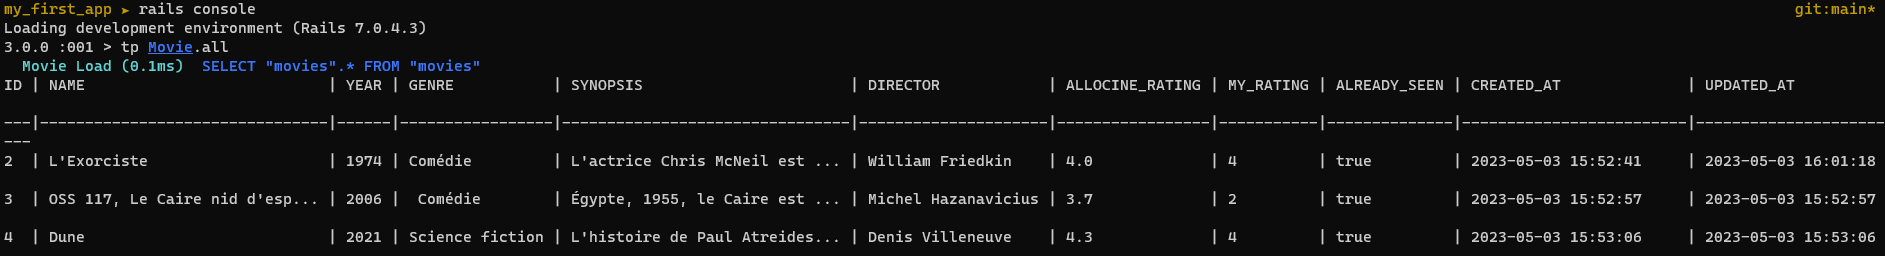 my_first_app ➤ rails console git:main*
Loading development environment (Rails 7.0.4.3)
3.0.0 :001 > tp Movie.all
  Movie Load (0.1ms)  SELECT "movies".* FROM "movies"
ID | NAME                           | YEAR | GENRE           | SYNOPSIS                       | DIRECTOR            | ALLOCINE_RATING | MY_RATING | ALREADY_SEEN | CREATED_AT              | UPDATED_AT
---|--------------------------------|------|-----------------|--------------------------------|---------------------|-----------------|-----------|--------------|-------------------------|---------------------
---
2  | L'Exorciste                    | 1974 | Comédie         | L'actrice Chris McNeil est ... | William Friedkin    | 4.0             | 4         | true         | 2023-05-03 15:52:41     | 2023-05-03 16:01:18
3  | OSS 117, Le Caire nid d'esp... | 2006 |  Comédie        | Égypte, 1955, le Caire est ... | Michel Hazanavicius | 3.7             | 2         | true         | 2023-05-03 15:52:57     | 2023-05-03 15:52:57
4  | Dune                           | 2021 | Science fiction | L'histoire de Paul Atreides... | Denis Villeneuve    | 4.3             | 4         | true         | 2023-05-03 15:53:06     | 2023-05-03 15:53:06